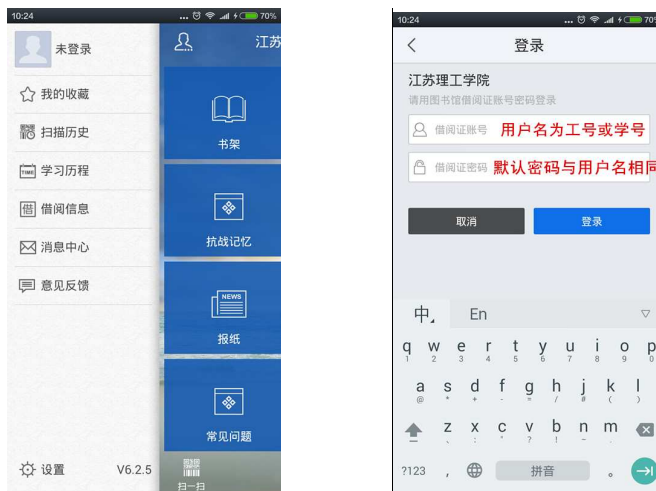 10:24
... 70%
未登录
江苏
我的收藏
扫描历史
书架
TIME 学习历程
借 借阅信息
抗战记忆
消息中心
意见反馈
NEWS
报纸
常见问题
设置 V6.2.5
扫一扫
10:24
... 70%
登录
江苏理工学院
请用图书馆借阅证账号密码登录
借阅证账号 用户名为工号或学号
借阅证密码 默认密码与用户名相同
取消 登录
中 En
q w e r t y u i o p
1 2 3 4 5 6 7 8 9 0
a s d f g h j k l
@ * + - = / # ( )
z x c v b n m
、 : " ? ! ~ .
?123 , 拼音 。